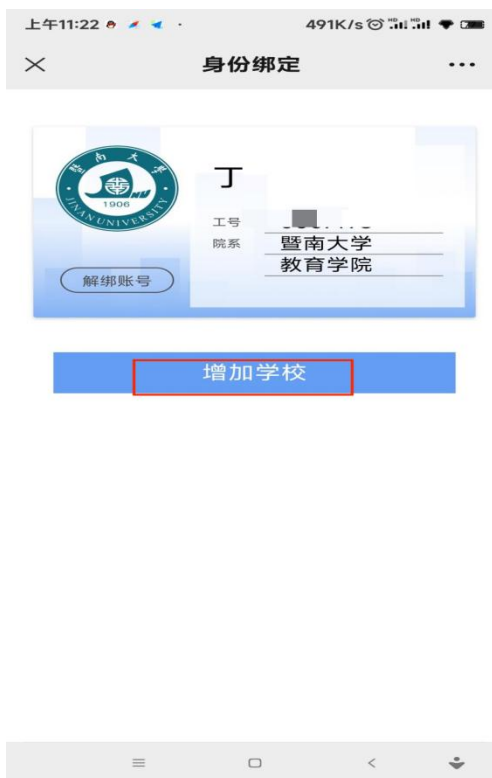 上午11:22 491K/s
身份绑定
暨南大学
1906
JINAN UNIVERSITY
丁
工号
院系 暨南大学
教育学院
解绑账号
增加学校